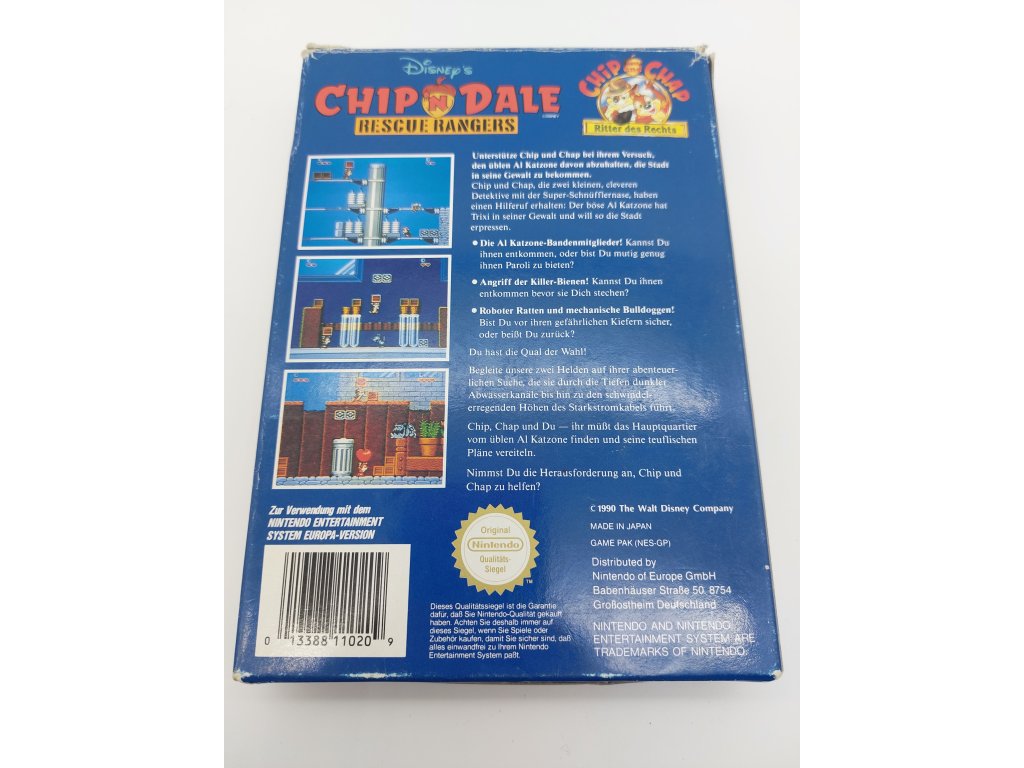 Disney's
CHIP 'N DALE
RESCUE RANGERS
CHIP CHAP
Ritter des Rechts
Unterstütze Chip und Chap bei ihrem Versuch,
den üblen Al Katzone davon abzuhalten, die Stadt
in seine Gewalt zu bekommen.
Chip und Chap, die zwei kleinen, cleveren
Detektive mit der Super-Schnüfflernase, haben
einen Hilferuf erhalten: Der böse Al Katzone hat
Trixi in seiner Gewalt und will so die Stadt
erpressen.
• Die Al Katzone-Bandenmitglieder! Kannst Du
ihnen entkommen, oder bist Du mutig genug
ihnen Paroli zu bieten?
• Angriff der Killer-Bienen! Kannst Du ihnen
entkommen bevor sie Dich stechen?
• Roboter Ratten und mechanische Bulldoggen!
Bist Du vor ihren gefährlichen Kiefern sicher,
oder beißt Du zurück?
Du hast die Qual der Wahl!
Begleite unsere zwei Helden auf ihrer abenteuer-
lichen Suche, die sie durch die Tiefen dunkler
Abwasserkanäle bis hin zu den schwindel-
erregenden Höhen des Starkstromkabels führt.
Chip, Chap und Du — ihr müßt das Hauptquartier
vom üblen Al Katzone finden und seine teuflischen
Pläne vereiteln.
Nimmst Du die Herausforderung an, Chip und
Chap zu helfen?
Zur Verwendung mit dem
NINTENDO ENTERTAINMENT
SYSTEM EUROPA-VERSION
0 13388 11020 9
Original
Nintendo
Qualitäts-
Siegel
TM
Dieses Qualitätssiegel ist die Garantie
dafür, daß Sie Nintendo-Qualität gekauft
haben. Achten Sie deshalb immer auf
dieses Siegel, wenn Sie Spiele oder
Zubehör kaufen, damit Sie sicher sind, daß
alles einwandfrei zu Ihrem Nintendo
Entertainment System paßt.
© 1990 The Walt Disney Company
MADE IN JAPAN
GAME PAK (NES-GP)
Distributed by
Nintendo of Europe GmbH
Babenhäuser Straße 50. 8754
Großostheim Deutschland
NINTENDO AND NINTENDO
ENTERTAINMENT SYSTEM ARE
TRADEMARKS OF NINTENDO.